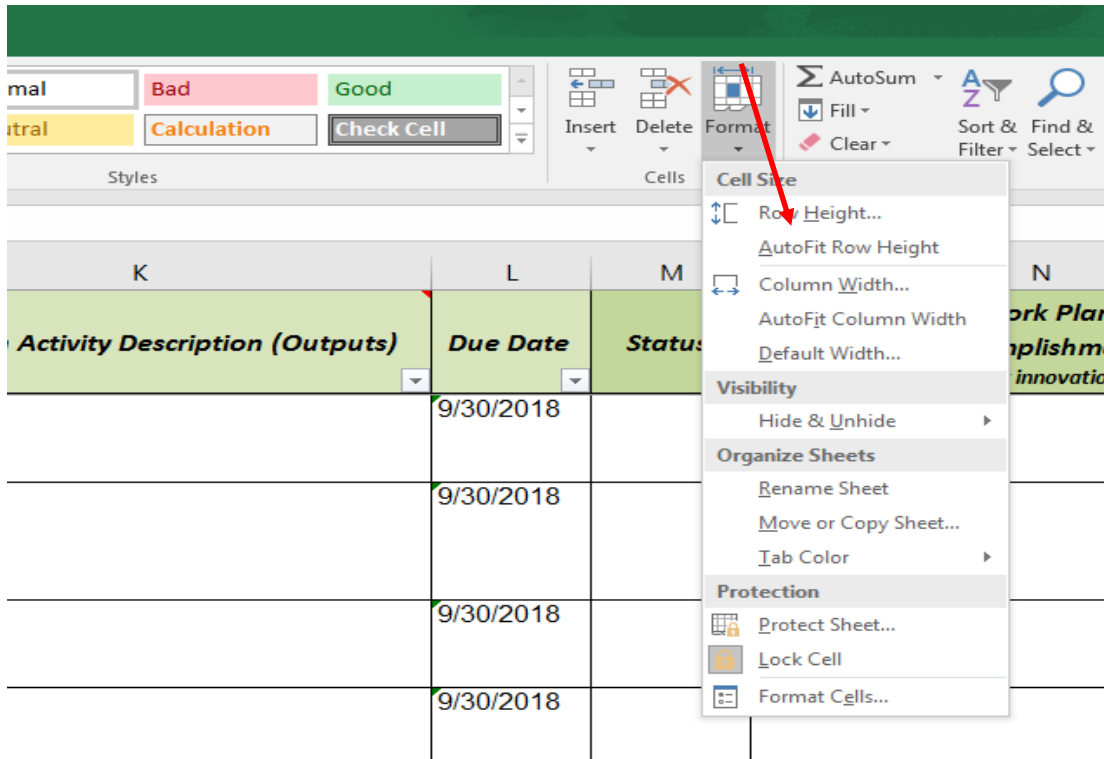 mal
Bad
Good
utral
Calculation
Check Cell
Styles
Insert
Delete
Format
Cells
AutoSum
Fill
Clear
Sort &
Filter
Find &
Select
Cell Size
Row Height...
AutoFit Row Height
Column Width...
AutoFit Column Width
Default Width...
Visibility
Hide & Unhide
Organize Sheets
Rename Sheet
Move or Copy Sheet...
Tab Color
Protection
Protect Sheet...
Lock Cell
Format Cells...
K
L
M
N
Activity Description (Outputs)
Due Date
Status
ork Plan
mplishm
innovatio
9/30/2018
9/30/2018
9/30/2018
9/30/2018